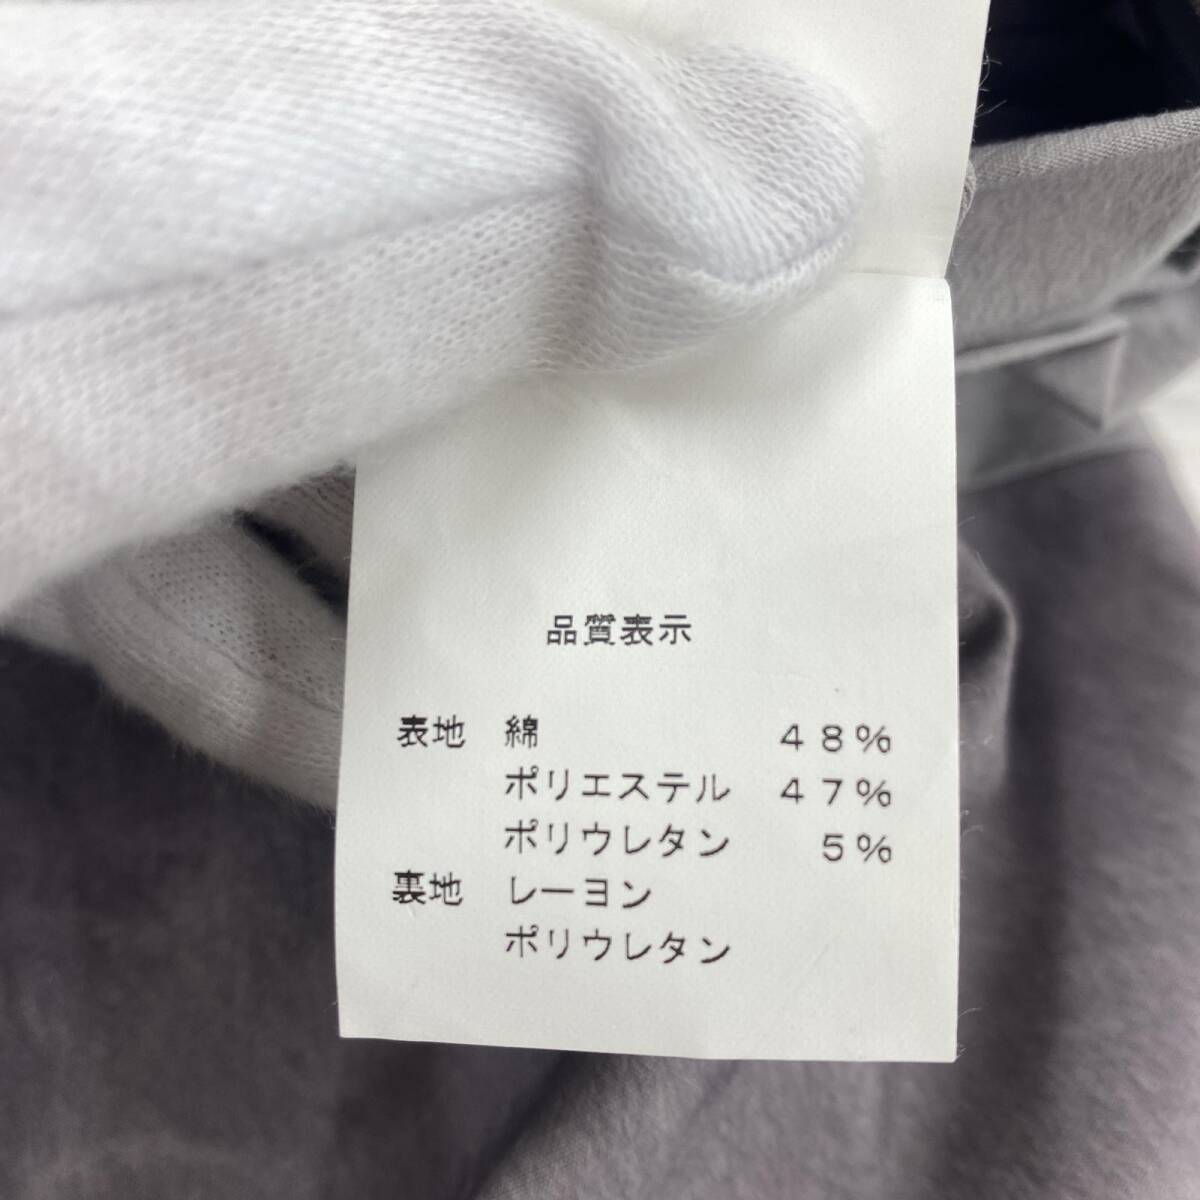 品質表示
表地 綿 48%
ポリエステル 47%
ポリウレタン 5%
裏地 レーヨン
ポリウレタン